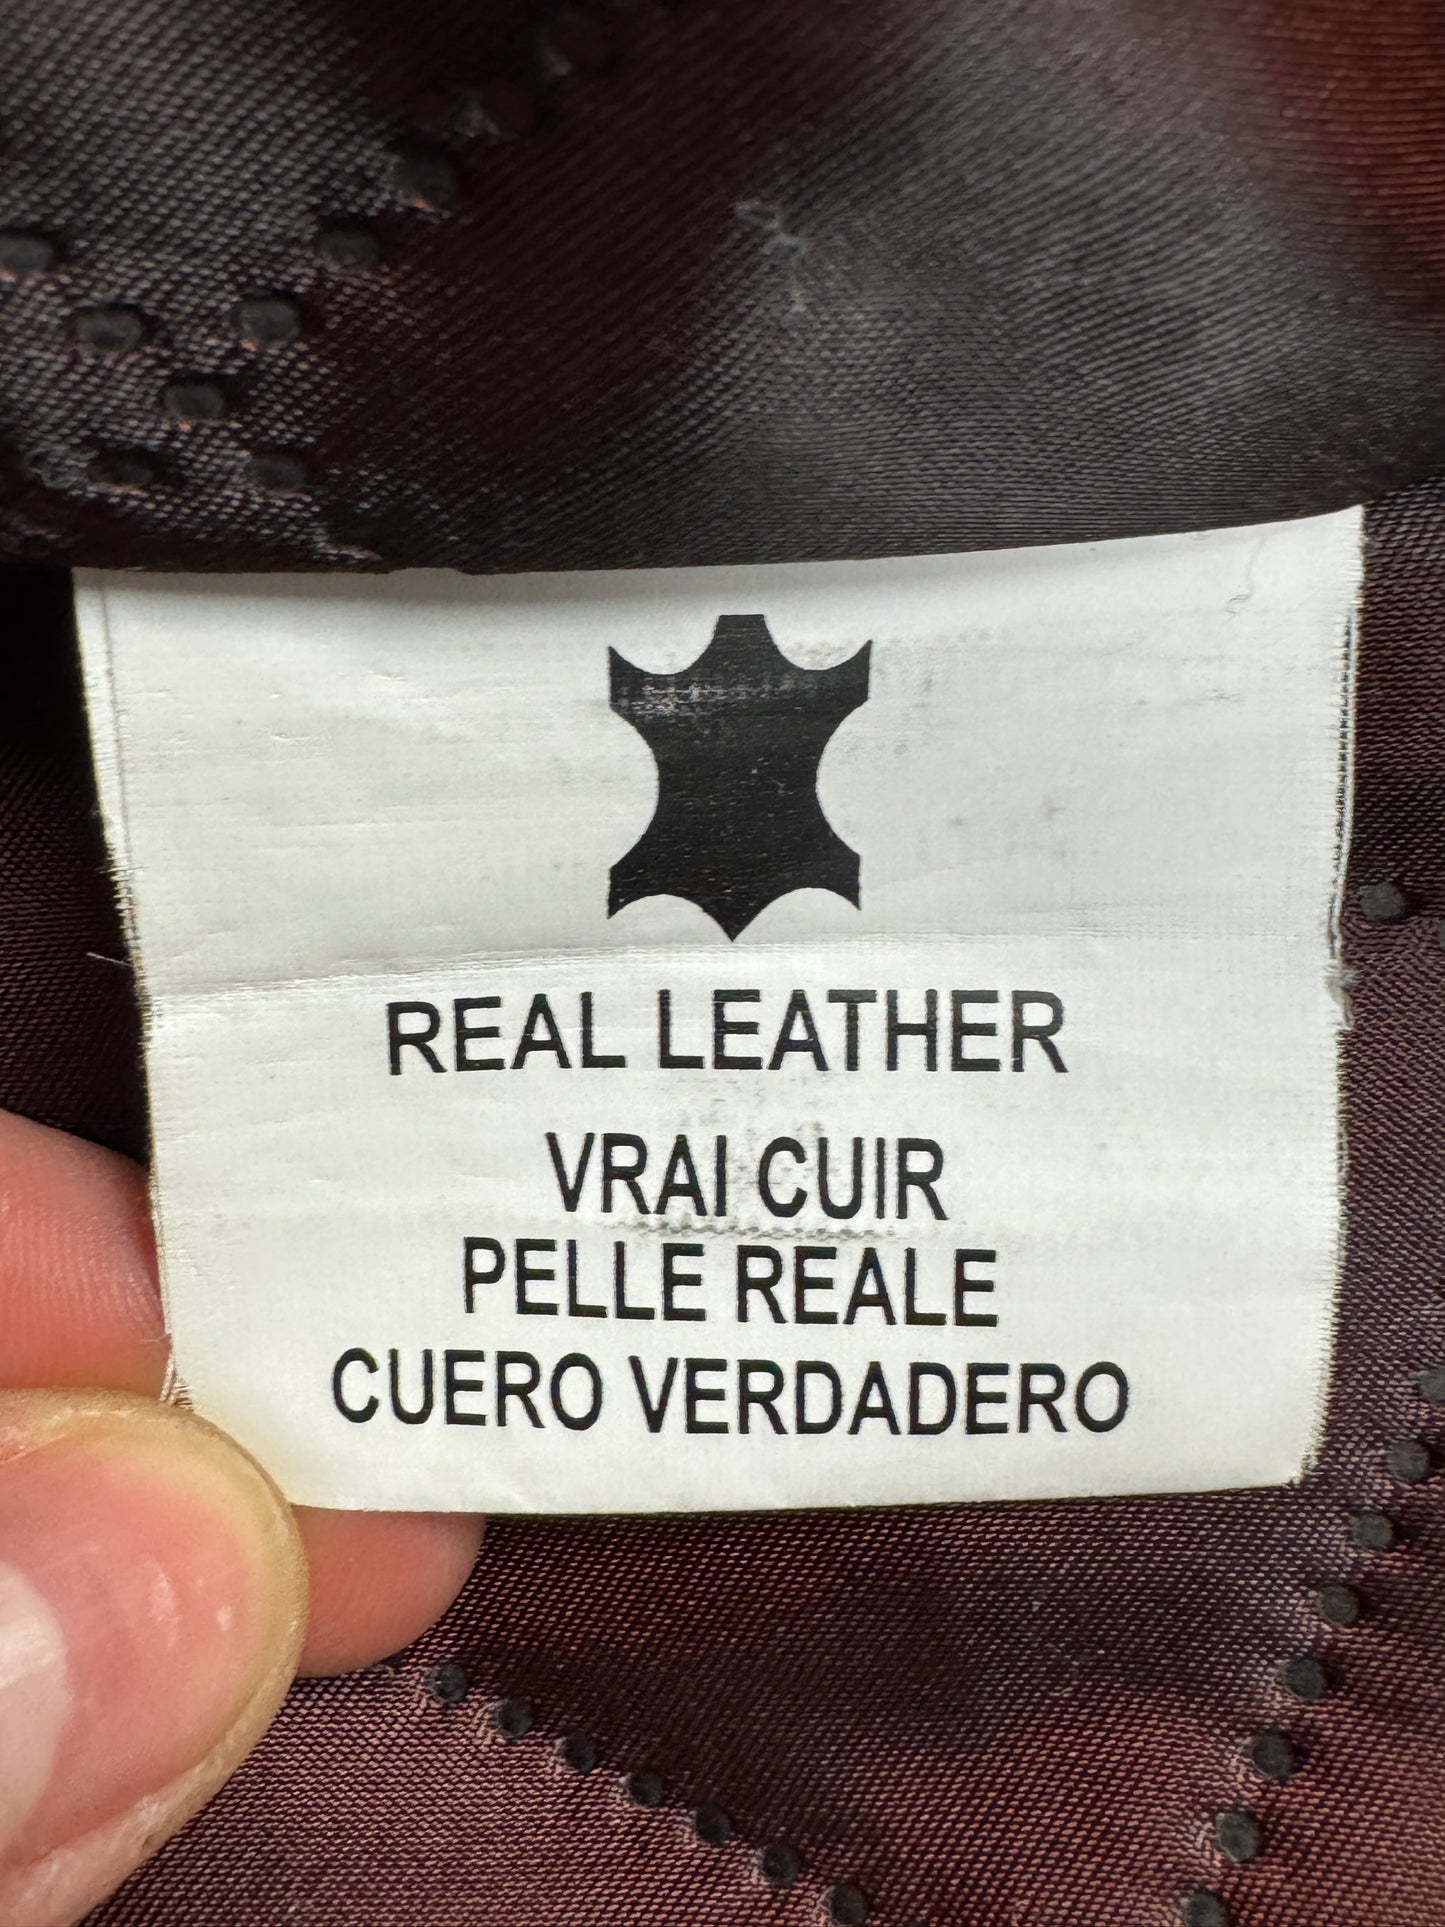 REAL LEATHER
VRAI CUIR
PELLE REALE
CUERO VERDADERO